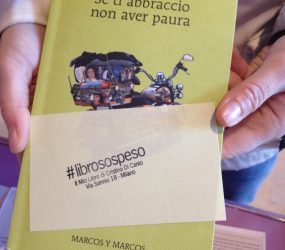 Se ti abbraccio
non aver paura
#librosospeso
Il Mio Libro di Cristina Di Canio
Via Sannio 18 - Milano
MARCOS Y MARCOS